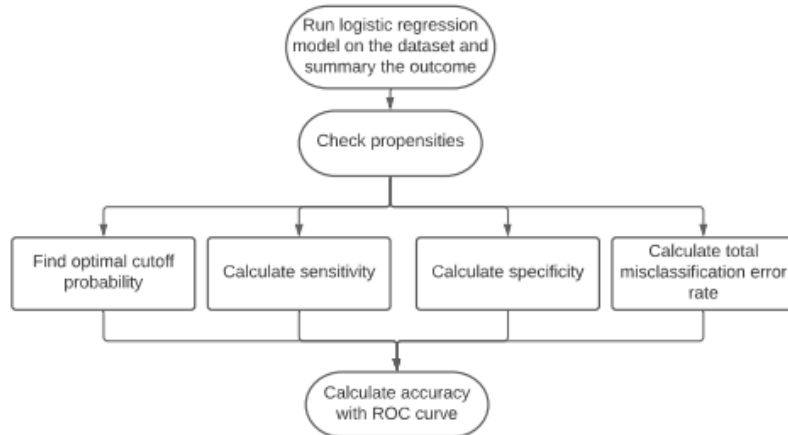 Run logistic regression
model on the dataset and
summary the outcome
Check propensities
Find optimal cutoff
probability
Calculate sensitivity
Calculate specificity
Calculate total
misclassification error
rate
Calculate accuracy
with ROC curve